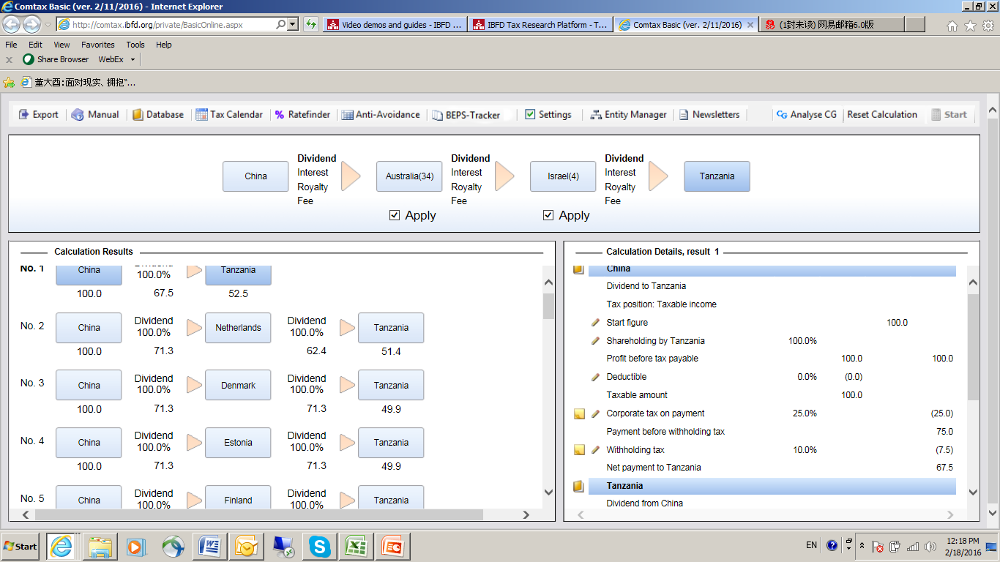 Comtax Basic (ver. 2/11/2016) - Internet Explorer
http://comtax.ibfd.org/private/BasicOnline.aspx
Video demos and guides - IBFD ...
IBFD Tax Research Platform - T...
Comtax Basic (ver. 2/11/2016)
(1封未读) 网易邮箱6.0版
File Edit View Favorites Tools Help
x Share Browser WebEx
董大酉:面对现实、拥抱“...
Export Manual Database Tax Calendar % Ratefinder Anti-Avoidance BEPS-Tracker Settings Entity Manager Newsletters CG Analyse CG Reset Calculation Start
China
Dividend
Interest
Royalty
Fee
Australia(34)
Apply
Dividend
Interest
Royalty
Fee
Israel(4)
Apply
Dividend
Interest
Royalty
Fee
Tanzania
Calculation Results
No. 1 China Dividend Tanzania
100.0%
100.0 67.5 52.5
No. 2 China Dividend Netherlands Dividend Tanzania
100.0% 100.0%
100.0 71.3 62.4 51.4
No. 3 China Dividend Denmark Dividend Tanzania
100.0% 100.0%
100.0 71.3 71.3 49.9
No. 4 China Dividend Estonia Dividend Tanzania
100.0% 100.0%
100.0 71.3 71.3 49.9
No. 5 China Dividend Finland Dividend Tanzania
100.0% 100.0%
Calculation Details, result 1
China
Dividend to Tanzania
Tax position: Taxable income
Start figure 100.0
Shareholding by Tanzania 100.0%
Profit before tax payable 100.0 100.0
Deductible 0.0% (0.0)
Taxable amount 100.0
Corporate tax on payment 25.0% (25.0)
Payment before withholding tax 75.0
Withholding tax 10.0% (7.5)
Net payment to Tanzania 67.5
Tanzania
Dividend from China
Start
EN
12:18 PM
2/18/2016